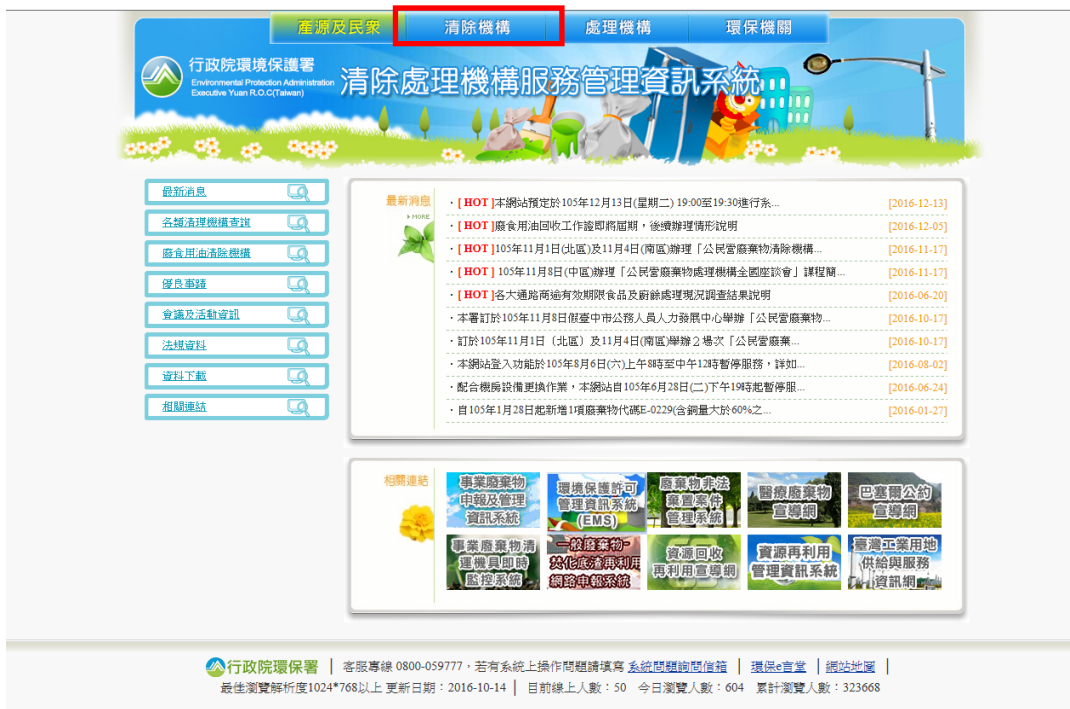 產源及民衆 清除機構 處理機構 環保機關
行政院環境保護署
Environmental Protection Administration
Executive Yuan R.O.C(Taiwan)
清除處理機構服務管理資訊系統
最新消息
各類清理機構查詢
廢食用油清除機構
優良事蹟
會議及活動資訊
法規資料
資料下載
相關連結
最新消息
MORE
・[ HOT ]本網站預定於105年12月13日(星期二) 19:00至19:30進行系... [2016-12-13]
・[ HOT ]廢食用油回收工作證即將屆期，後續辦理情形說明 [2016-12-05]
・[ HOT ]105年11月1日(北區)及11月4日(南區)辦理「公民營廢棄物清除機構... [2016-11-17]
・[ HOT ] 105年11月8日(中區)辦理「公民營廢棄物處理機構全國座談會」課程簡... [2016-11-17]
・[ HOT ]各大通路商逾有效期限食品及廚餘處理現況調查結果說明 [2016-06-20]
・本署訂於105年11月8日假臺中市公務人員人力發展中心舉辦「公民營廢棄物... [2016-10-17]
・訂於105年11月1日（北區）及11月4日(南區)舉辦２場次「公民營廢棄... [2016-10-17]
・本網站登入功能於105年8月6日(六)上午8時至中午12時暫停服務，詳如... [2016-08-02]
・配合機房設備更換作業，本網站自105年6月28日(二)下午19時起暫停服... [2016-06-24]
・自105年1月28日起新增1項廢棄物代碼E-0229(含銅量大於60%之... [2016-01-27]
相關連結
事業廢棄物
申報及管理
資訊系統
環境保護許可
管理資訊系統
(EMS)
廢棄物非法
棄置案件
管理系統
醫療廢棄物
宣導網
巴塞爾公約
宣導網
事業廢棄物清
運機具即時
監控系統
一般廢棄物-
焚化底渣再利用
網路申報系統
資源回收
再利用宣導網
資源再利用
管理資訊系統
臺灣工業用地
供給與服務
資訊網
行政院環保署 | 客服專線 0800-059777，若有系統上操作問題請填寫 系統問題詢問信箱 | 環保e言堂 | 網站地圖 |
最佳瀏覽解析度1024*768以上 更新日期：2016-10-14 | 目前線上人數：50 今日瀏覽人數：604 累計瀏覽人數：323668